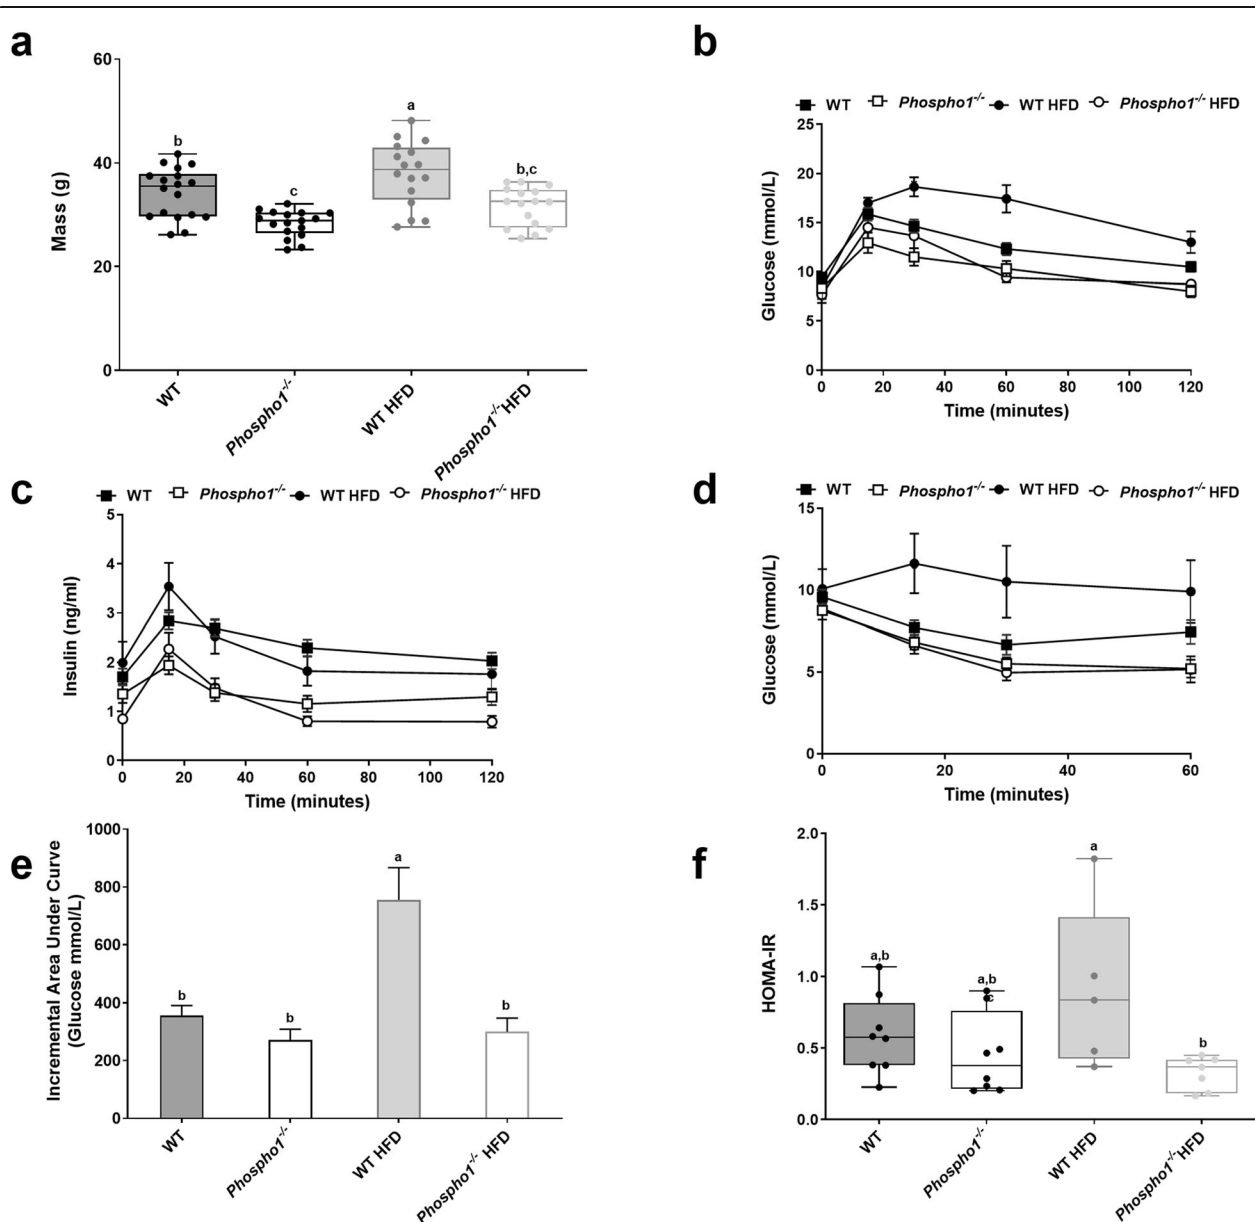 a
60
40
20
0
Mass (g)
b
c
a
b,c
WT
Phospho1-/-
WT HFD
Phospho1-/- HFD
b
WT Phospho1-/- WT HFD Phospho1-/- HFD
25
20
15
10
5
0
Glucose (mmol/L)
0 20 40 60 80 100 120
Time (minutes)
c
WT Phospho1-/- WT HFD Phospho1-/- HFD
5
4
3
2
1
0
Insulin (ng/ml)
0 20 40 60 80 100 120
Time (minutes)
d
WT Phospho1-/- WT HFD Phospho1-/- HFD
15
10
5
0
Glucose (mmol/L)
0 20 40 60
Time (minutes)
e
1000
800
600
400
200
0
Incremental Area Under Curve
(Glucose mmol/L)
b
b
a
b
WT
Phospho1-/-
WT HFD
Phospho1-/- HFD
f
2.0
1.5
1.0
0.5
0.0
HOMA-IR
a,b
a,b
c
a
b
WT
Phospho1-/-
WT HFD
Phospho1-/- HFD